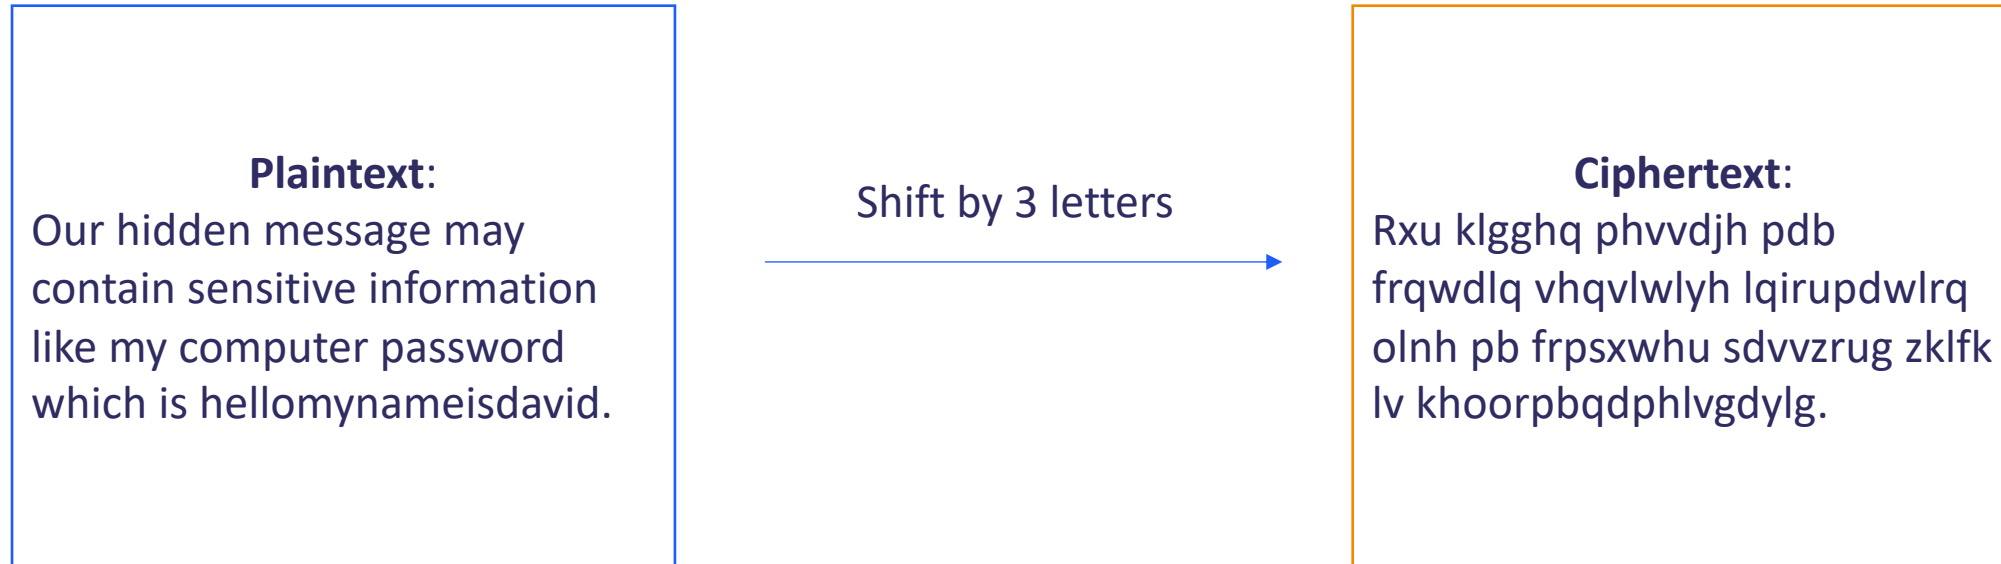 Plaintext:
Our hidden message may
contain sensitive information
like my computer password
which is hellomynameisdavid.
Shift by 3 letters
Ciphertext:
Rxu klgghq phvvdjh pdb
frqwdlq vhqvlwlyh lqirupdwlrq
olnh pb frpsxwhu sdvvzrug zklfk
lv khoorpbqdphlvgdylg.